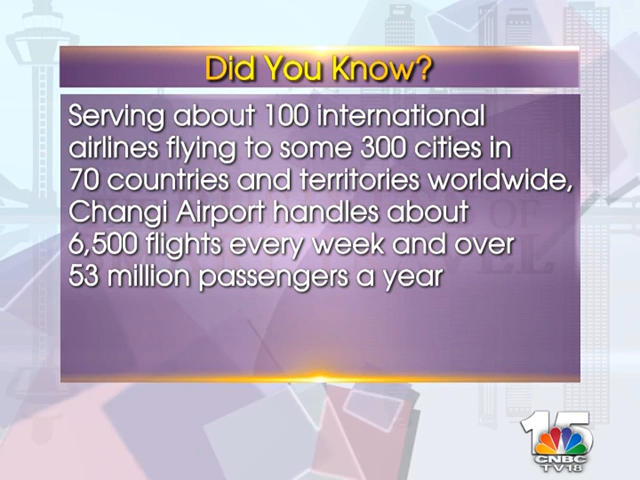 Did You Know?
Serving about 100 international
airlines flying to some 300 cities in
70 countries and territories worldwide,
Changi Airport handles about
6,500 flights every week and over
53 million passengers a year
OF
15
CNBC
TV18